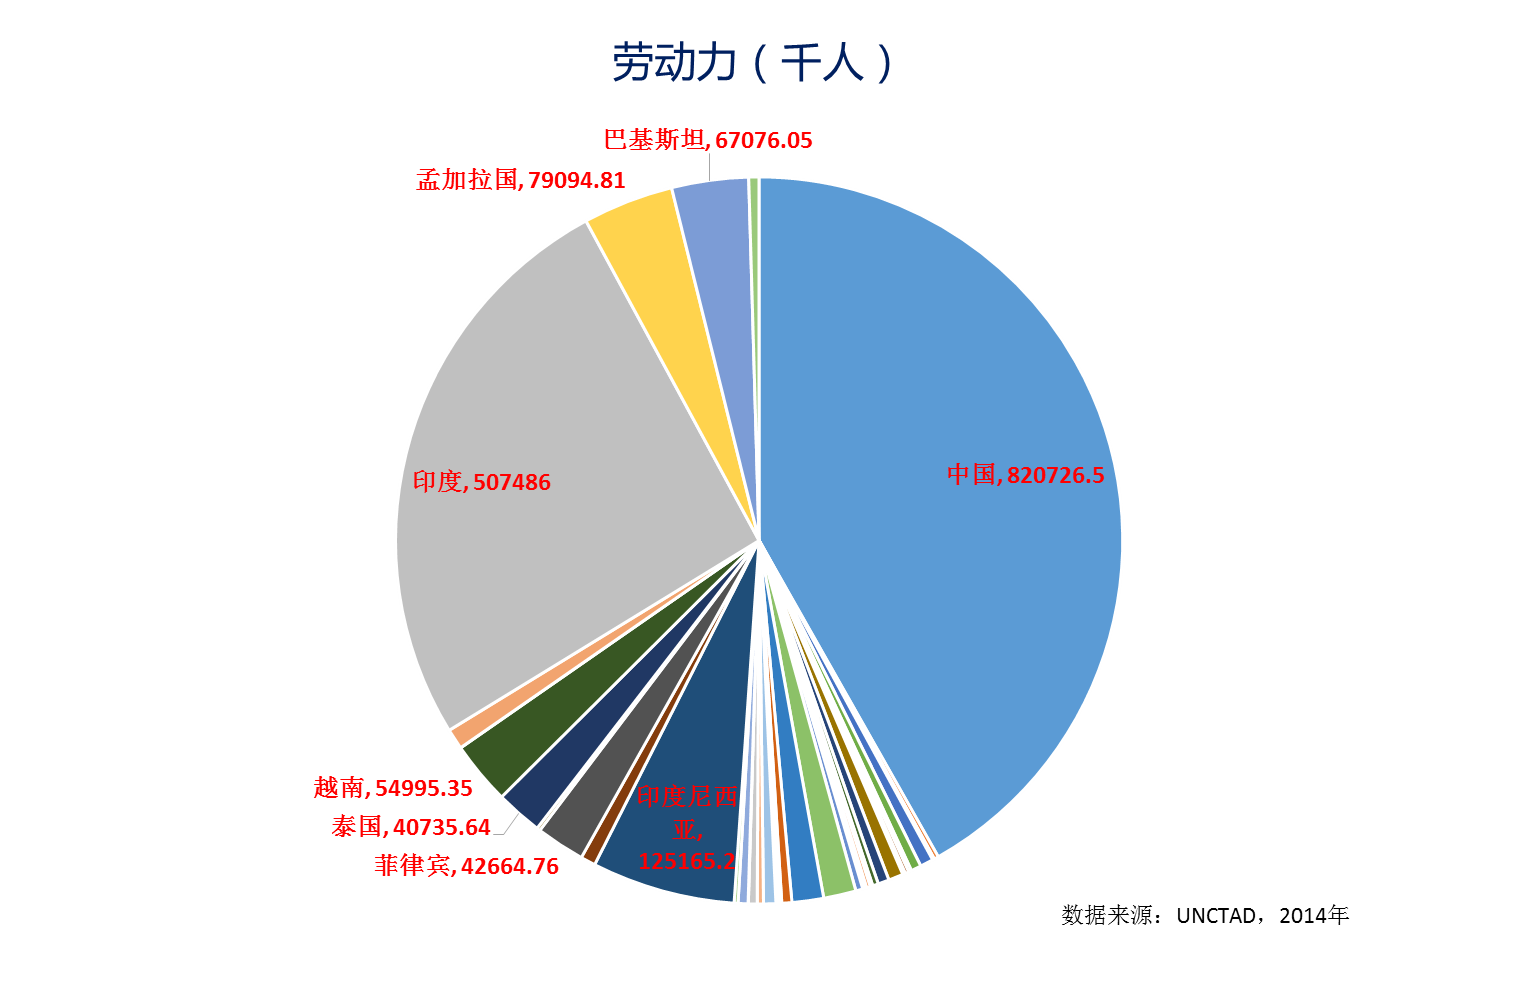 劳动力（千人）
巴基斯坦, 67076.05
孟加拉国, 79094.81
中国, 820726.5
印度, 507486
越南, 54995.35
印度尼西
亚,
125165.2
泰国, 40735.64
菲律宾, 42664.76
数据来源：UNCTAD，2014年